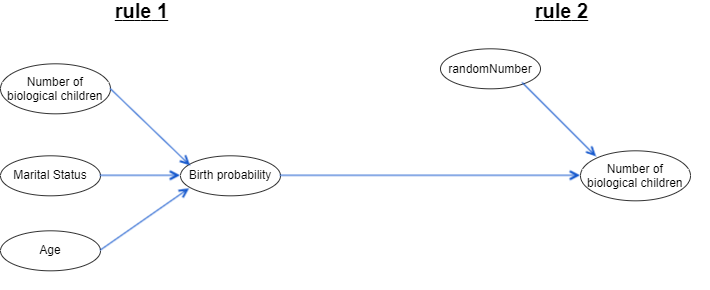 rule 1
rule 2
randomNumber
Number of
biological children
Marital Status
Birth probability
Number of
biological children
Age